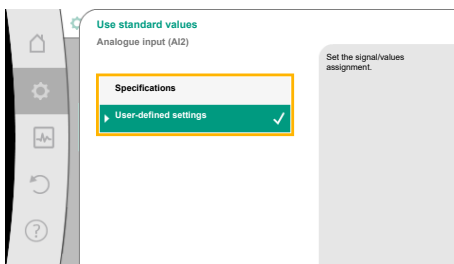 Use standard values
Analogue input (AI2)
Specifications
User-defined settings
Set the signal/values
assignment.
?